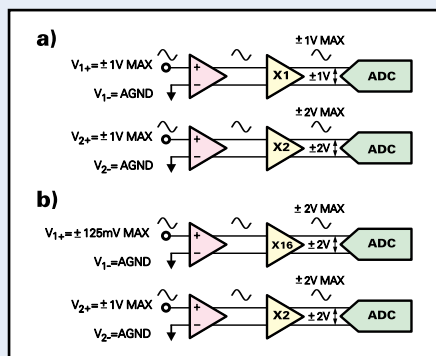 a)
± 1V MAX
V1+= ± 1V MAX
+
−
X1
± 1V
ADC
V1-= AGND
± 2V MAX
V2+= ± 1V MAX
+
−
X2
± 2V
ADC
V2-= AGND
b)
± 2V MAX
V1+= ± 125mV MAX
+
−
X16
± 2V
ADC
V1-=AGND
±2V MAX
V2+= ± 1V MAX
+
−
X2
± 2V
ADC
V2-=AGND